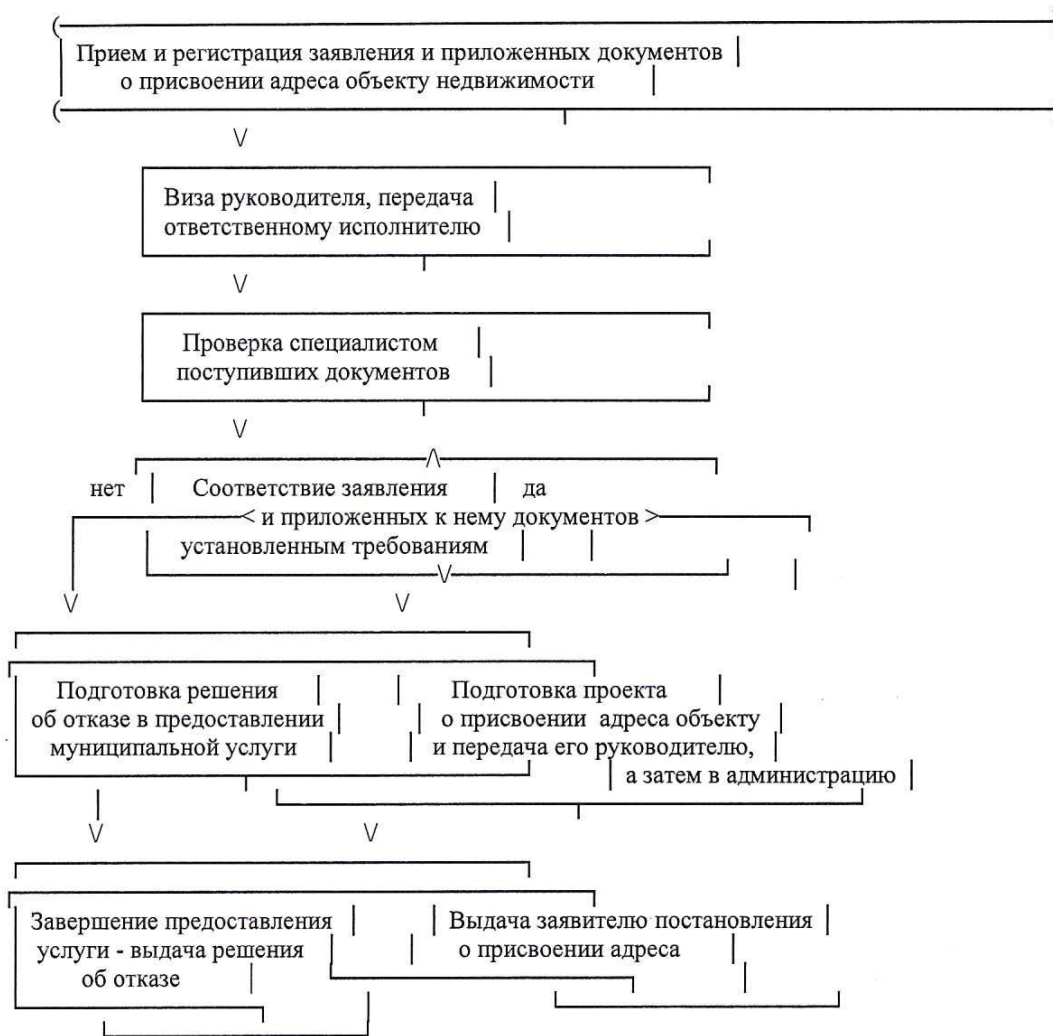 Прием и регистрация заявления и приложенных документов
о присвоении адреса объекту недвижимости
Виза руководителя, передача
ответственному исполнителю
Проверка специалистом
поступивших документов
нет Соответствие заявления да
< и приложенных к нему документов >
установленным требованиям
Подготовка решения
об отказе в предоставлении
муниципальной услуги
Подготовка проекта
о присвоении адреса объекту
и передача его руководителю,
а затем в администрацию
Завершение предоставления
услуги - выдача решения
об отказе
Выдача заявителю постановления
о присвоении адреса